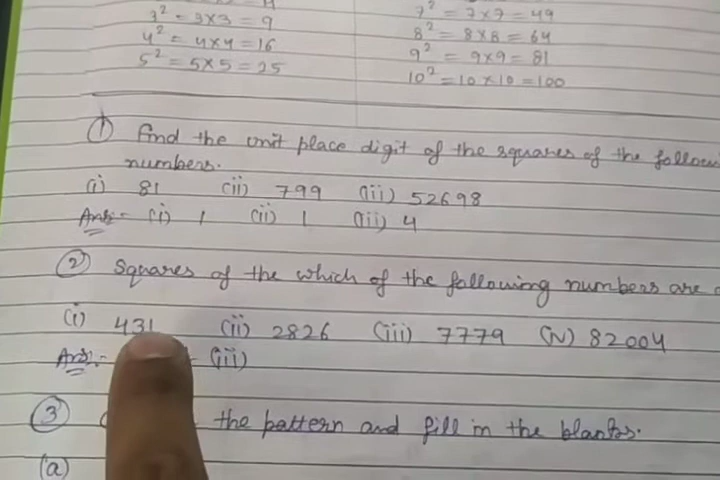 3² = 3×3 = 9
4² = 4×4 = 16
5² = 5×5 = 25
7² = 7×7 = 49
8² = 8×8 = 64
9² = 9×9 = 81
10² = 10×10 = 100
① Find the unit place digit of the squares of the
numbers.
(i) 81 (ii) 799 (iii) 52698
Ans:- (i) 1 (ii) 1 (iii) 4
② Squares of the which of the following numbers are
(i) 431 (ii) 2826 (iii) 7779 (iv) 82004
Ans:- (iii)
③ the pattern and fill in the blanks.
(a)